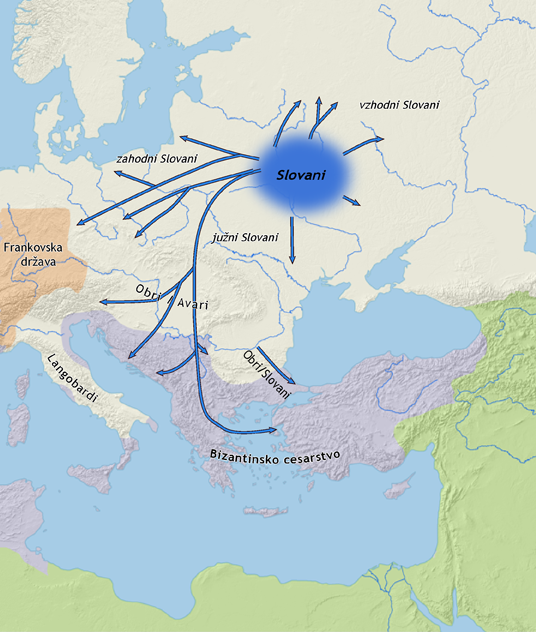 vzhodni Slovani
zahodni Slovani
Slovani
južni Slovani
Frankovska
država
Obri / Avari
Obri/Slovani
Langobardi
Bizantinsko cesarstvo